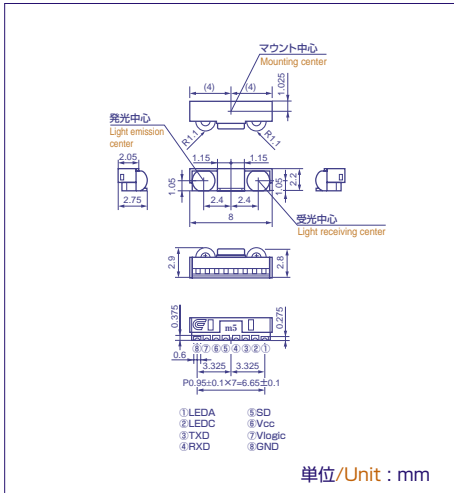 マウント中心
Mounting center
(4) (4)
1.025
発光中心
Light emission
center
R1.1 R1.1
2.05
1.15 1.15
1.05
1.05
2.2
2.75
2.4 2.4
8
受光中心
Light receiving center
2.9
2.8
0.375
m5
0.275
⑧⑦⑥⑤④③②①
0.6
3.325 3.325
P0.95±0.1×7=6.65±0.1
①LEDA ⑤SD
②LEDC ⑥Vcc
③TXD ⑦Vlogic
④RXD ⑧GND
単位/Unit : mm